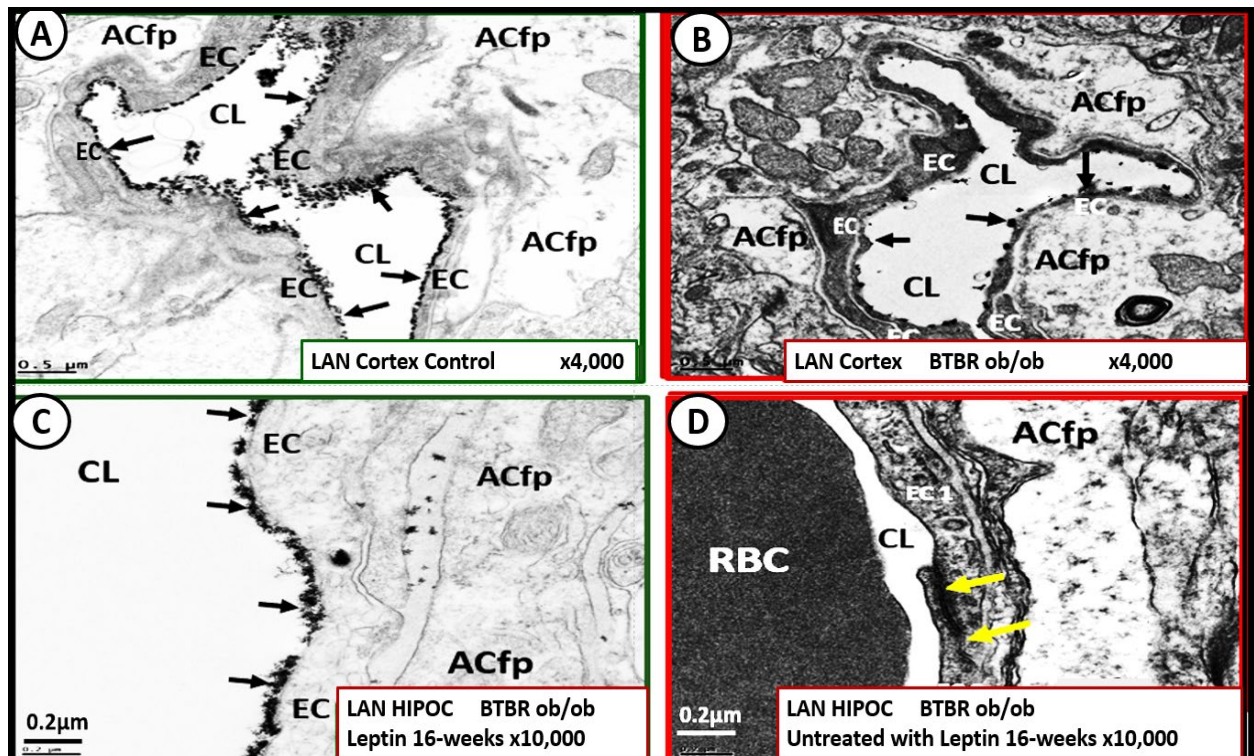 A
ACfp
EC
ACfp
CL
EC
EC
CL
EC
EC
ACfp
0.5 µm
LAN Cortex Control x4,000
B
ACfp
EC
CL
EC
EC
ACfp
ACfp
CL
EC
EC
LAN Cortex BTBR ob/ob x4,000
C
EC
CL
ACfp
ACfp
EC
0.2µm
LAN HIPOC BTBR ob/ob
Leptin 16-weeks x10,000
D
ACfp
EC 1
CL
RBC
0.2µm
LAN HIPOC BTBR ob/ob
Untreated with Leptin 16-weeks x10,000